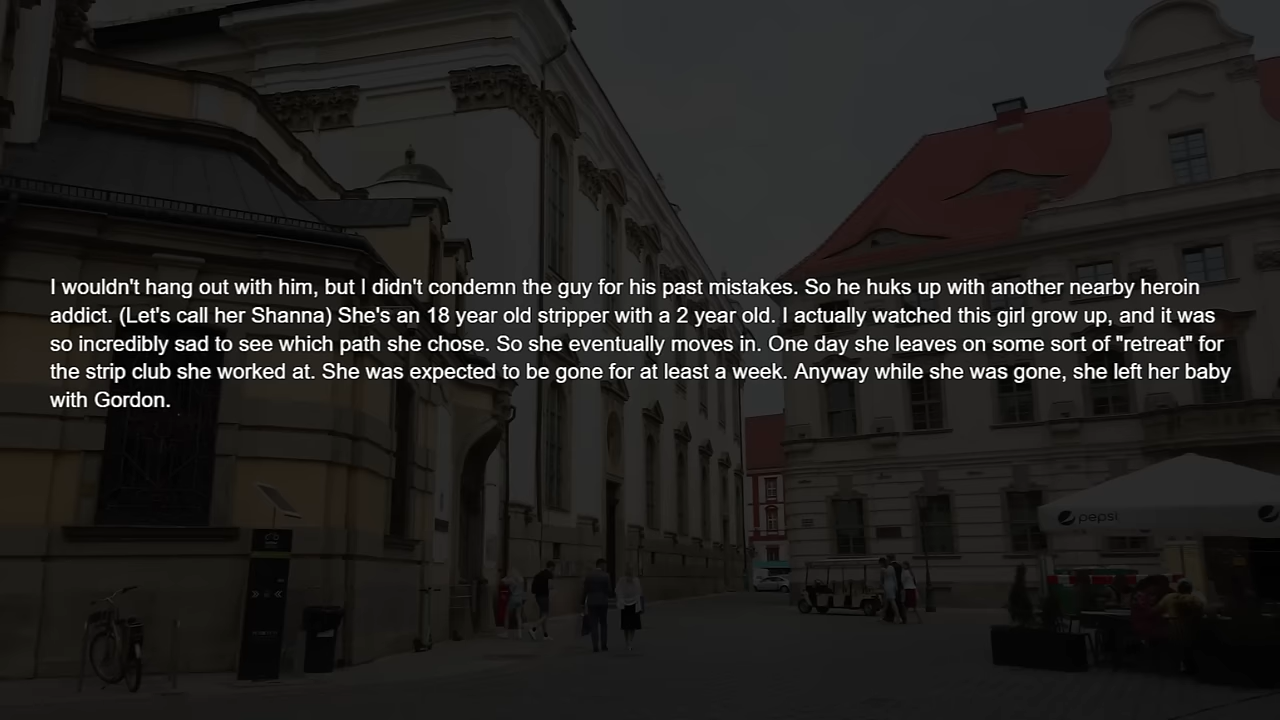 I wouldn't hang out with him, but I didn't condemn the guy for his past mistakes. So he huks up with another nearby heroin
addict. (Let's call her Shanna) She's an 18 year old stripper with a 2 year old. I actually watched this girl grow up, and it was
so incredibly sad to see which path she chose. So she eventually moves in. One day she leaves on some sort of "retreat" for
the strip club she worked at. She was expected to be gone for at least a week. Anyway while she was gone, she left her baby
with Gordon.
pepsi